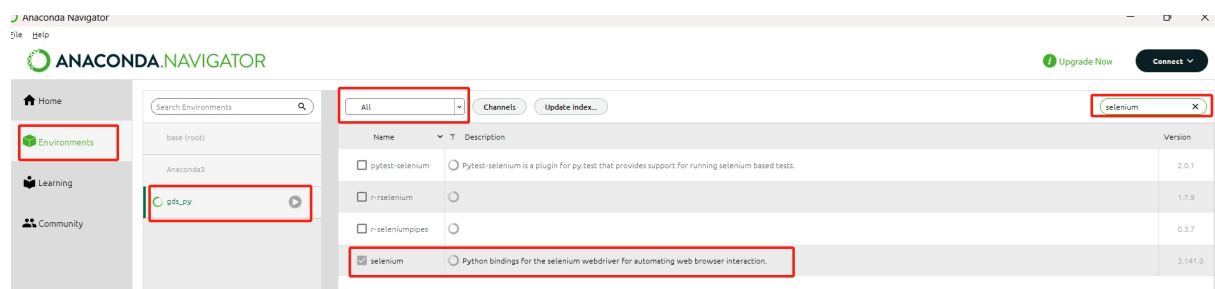 Anaconda Navigator
File Help
ANACONDA.NAVIGATOR
Upgrade Now
Connect
Home
Environments
Learning
Community
Search Environments
base (root)
Anaconda3
gds_py
All
Channels
Update index...
selenium X
Name T Description Version
pytest-selenium Pytest-selenium is a plugin for py.test that provides support for running selenium based tests. 2.0.1
r-rselenium 1.7.9
r-seleniumpipes 0.3.7
selenium Python bindings for the selenium webdriver for automating web browser interaction. 3.141.0